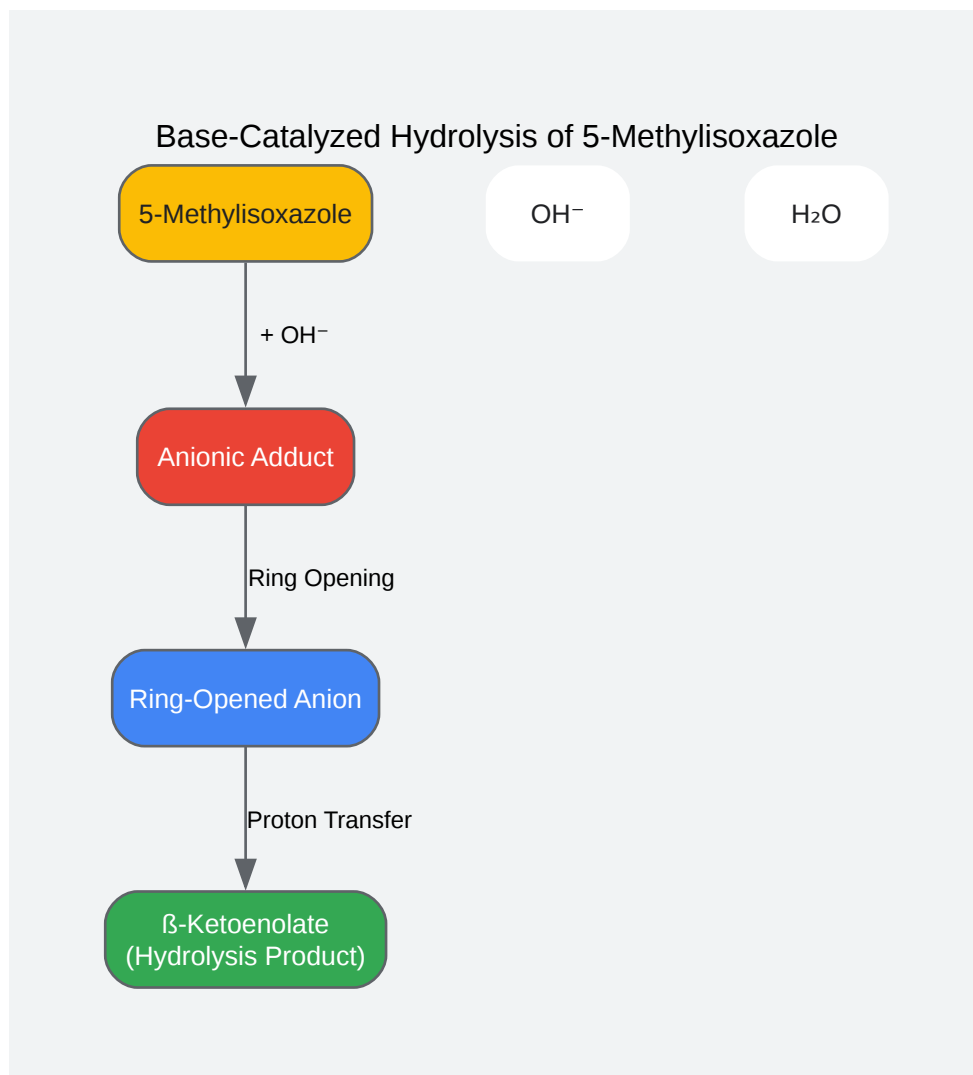 Base-Catalyzed Hydrolysis of 5-Methylisoxazole
5-Methylisoxazole
OH⁻
H₂O
+ OH⁻
Anionic Adduct
Ring Opening
Ring-Opened Anion
Proton Transfer
ß-Ketoenolate
(Hydrolysis Product)